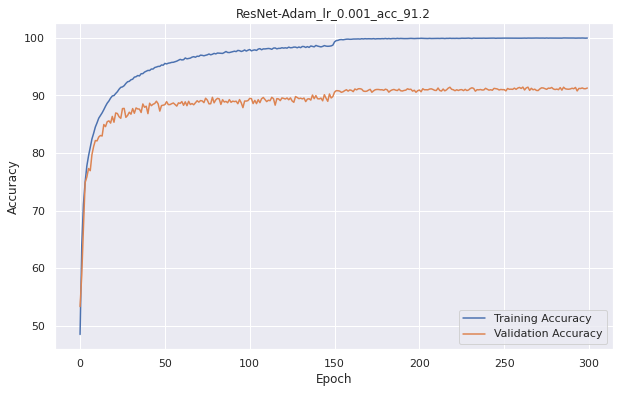 ResNet-Adam_lr_0.001_acc_91.2
100
90
80
70
60
50
Accuracy
0
50
100
150
200
250
300
Epoch
Training Accuracy
Validation Accuracy